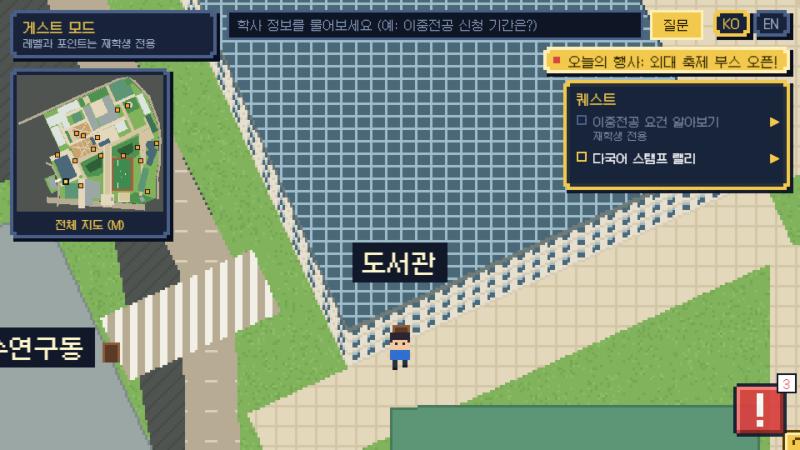 게스트 모드
레벨과 포인트는 재학생 전용
학사 정보를 물어보세요 (예: 이중전공 신청 기간은?)
질문
KO
EN
오늘의 행사: 외대 축제 부스 오픈!
퀘스트
이중전공 요건 알아보기
재학생 전용
다국어 스탬프 랠리
전체 지도 (M)
도서관
수연구동
3
!